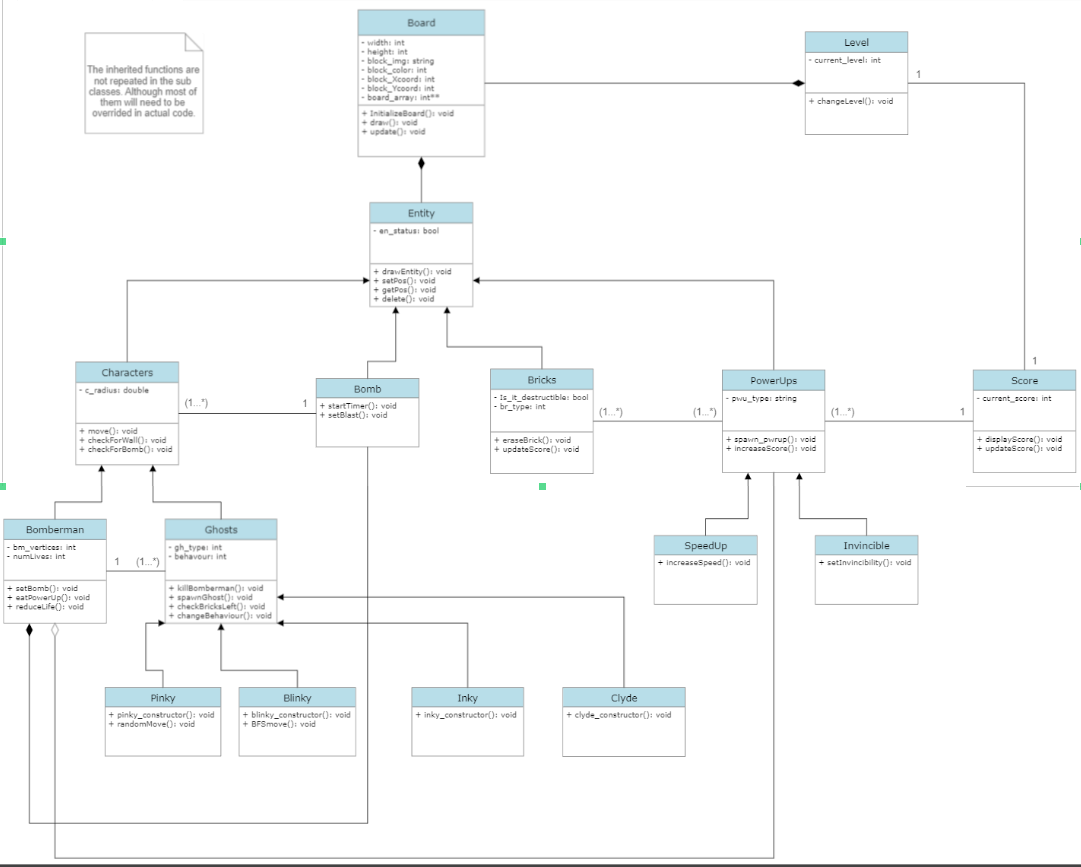 Board
- width: int
- height: int
- block_img: string
- block_color: int
- block_Xcoord: int
- block_Ycoord: int
- board_array: int**
+ InitializeBoard(): void
+ draw(): void
+ update(): void
Level
- current_level: int
+ changeLevel(): void
1
The inherited functions are
not repeated in the sub
classes. Although most of
them will need to be
overrided in actual code.
Entity
- en_status: bool
+ drawEntity(): void
+ setPos(): void
+ getPos(): void
+ delete(): void
1
Characters
- c_radius: double
+ move(): void
+ checkForWall(): void
+ checkForBomb(): void
(1...*)
1
Bomb
+ startTimer(): void
+ setBlast(): void
Bricks
- Is_it_destructible: bool
- br_type: int
+ eraseBrick(): void
+ updateScore(): void
(1...*)
(1...*)
PowerUps
- pwu_type: string
+ spawn_pwrup(): void
+ increaseScore(): void
(1...*)
1
Score
- current_score: int
+ displayScore(): void
+ updateScore(): void
Bomberman
- bm_vertices: int
- numLives: int
+ setBomb(): void
+ eatPowerUp(): void
+ reduceLife(): void
1
(1...*)
Ghosts
- gh_type: int
- behavour: int
+ killBomberman(): void
+ spawnGhost(): void
+ checkBricksLeft(): void
+ changeBehaviour(): void
SpeedUp
+ increaseSpeed(): void
Invincible
+ setInvincibility(): void
Pinky
+ pinky_constructor(): void
+ randomMove(): void
Blinky
+ blinky_constructor(): void
+ BFSmove(): void
Inky
+ inky_constructor(): void
Clyde
+ clyde_constructor(): void